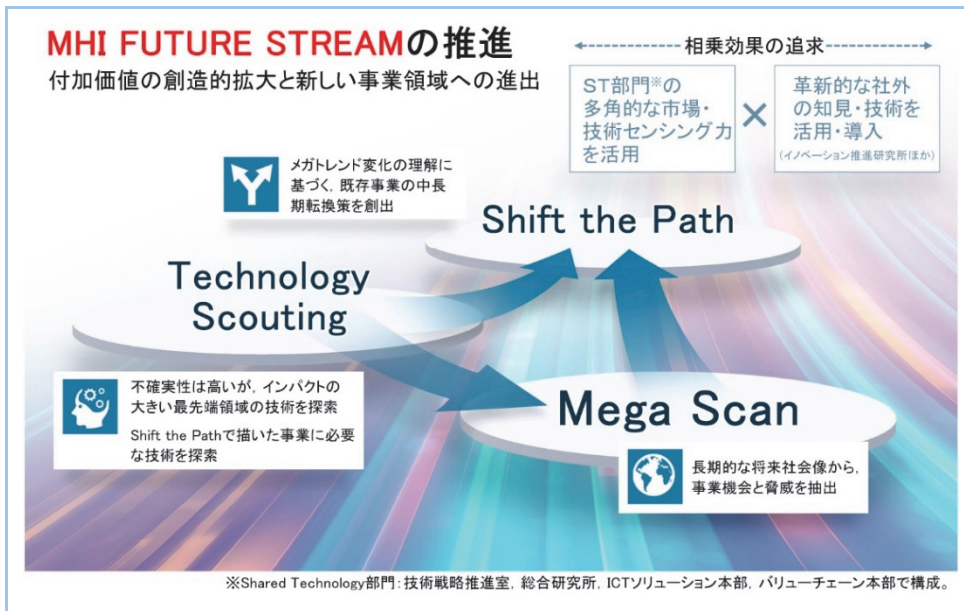 MHI FUTURE STREAMの推進
付加価値の創造的拡大と新しい事業領域への進出
相乗効果の追求
ST部門※の
多角的な市場・
技術センシング力
を活用
×
革新的な社外
の知見・技術を
活用・導入
(イノベーション推進研究所ほか)
メガトレンド変化の理解に
基づく，既存事業の中長
期転換策を創出
Shift the Path
Technology
Scouting
不確実性は高いが，インパクトの
大きい最先端領域の技術を探索
Shift the Pathで描いた事業に必要
な技術を探索
Mega Scan
長期的な将来社会像から，
事業機会と脅威を抽出
※Shared Technology部門：技術戦略推進室，総合研究所，ICTソリューション本部，バリューチェーン本部で構成。